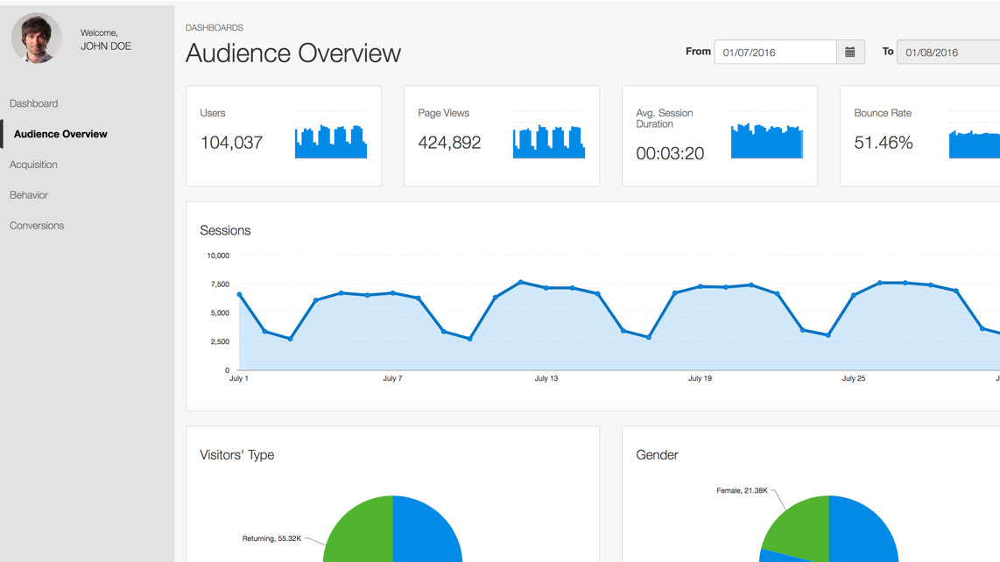 Welcome,
JOHN DOE
Dashboard
Audience Overview
Acquisition
Behavior
Conversions
DASHBOARDS
Audience Overview
From 01/07/2016 To 01/08/2016
Users
104,037
Page Views
424,892
Avg. Session
Duration
00:03:20
Bounce Rate
51.46%
Sessions
10,000
7,500
5,000
2,500
0
July 1 July 7 July 13 July 19 July 25 J
Visitors' Type
Returning, 55.32K
Gender
Female, 21.38K